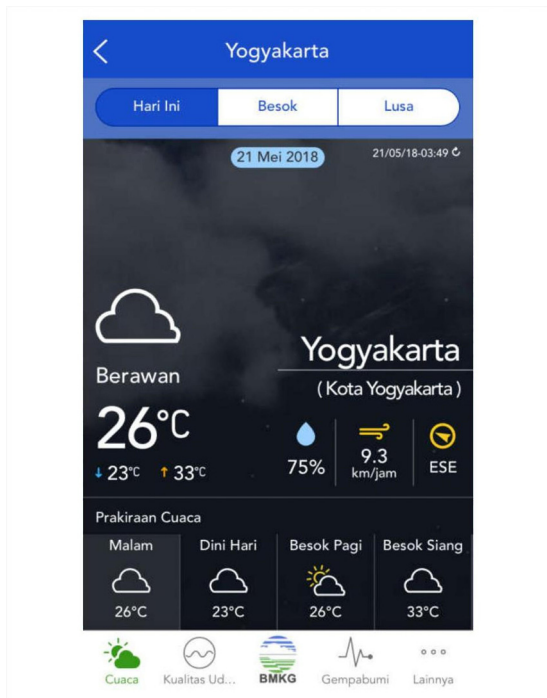 Yogyakarta
Hari Ini Besok Lusa
21 Mei 2018
21/05/18-03:49
Berawan
26°C
↓ 23°C ↑ 33°C
Yogyakarta
( Kota Yogyakarta )
75%
9.3
km/jam
ESE
Prakiraan Cuaca
Malam Dini Hari Besok Pagi Besok Siang
26°C 23°C 26°C 33°C
Cuaca Kualitas Ud... BMKG Gempabumi Lainnya